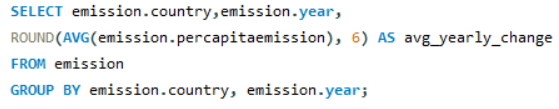 SELECT emission.country,emission.year,
ROUND(AVG(emission.percapitaemission), 6) AS avg_yearly_change
FROM emission
GROUP BY emission.country, emission.year;